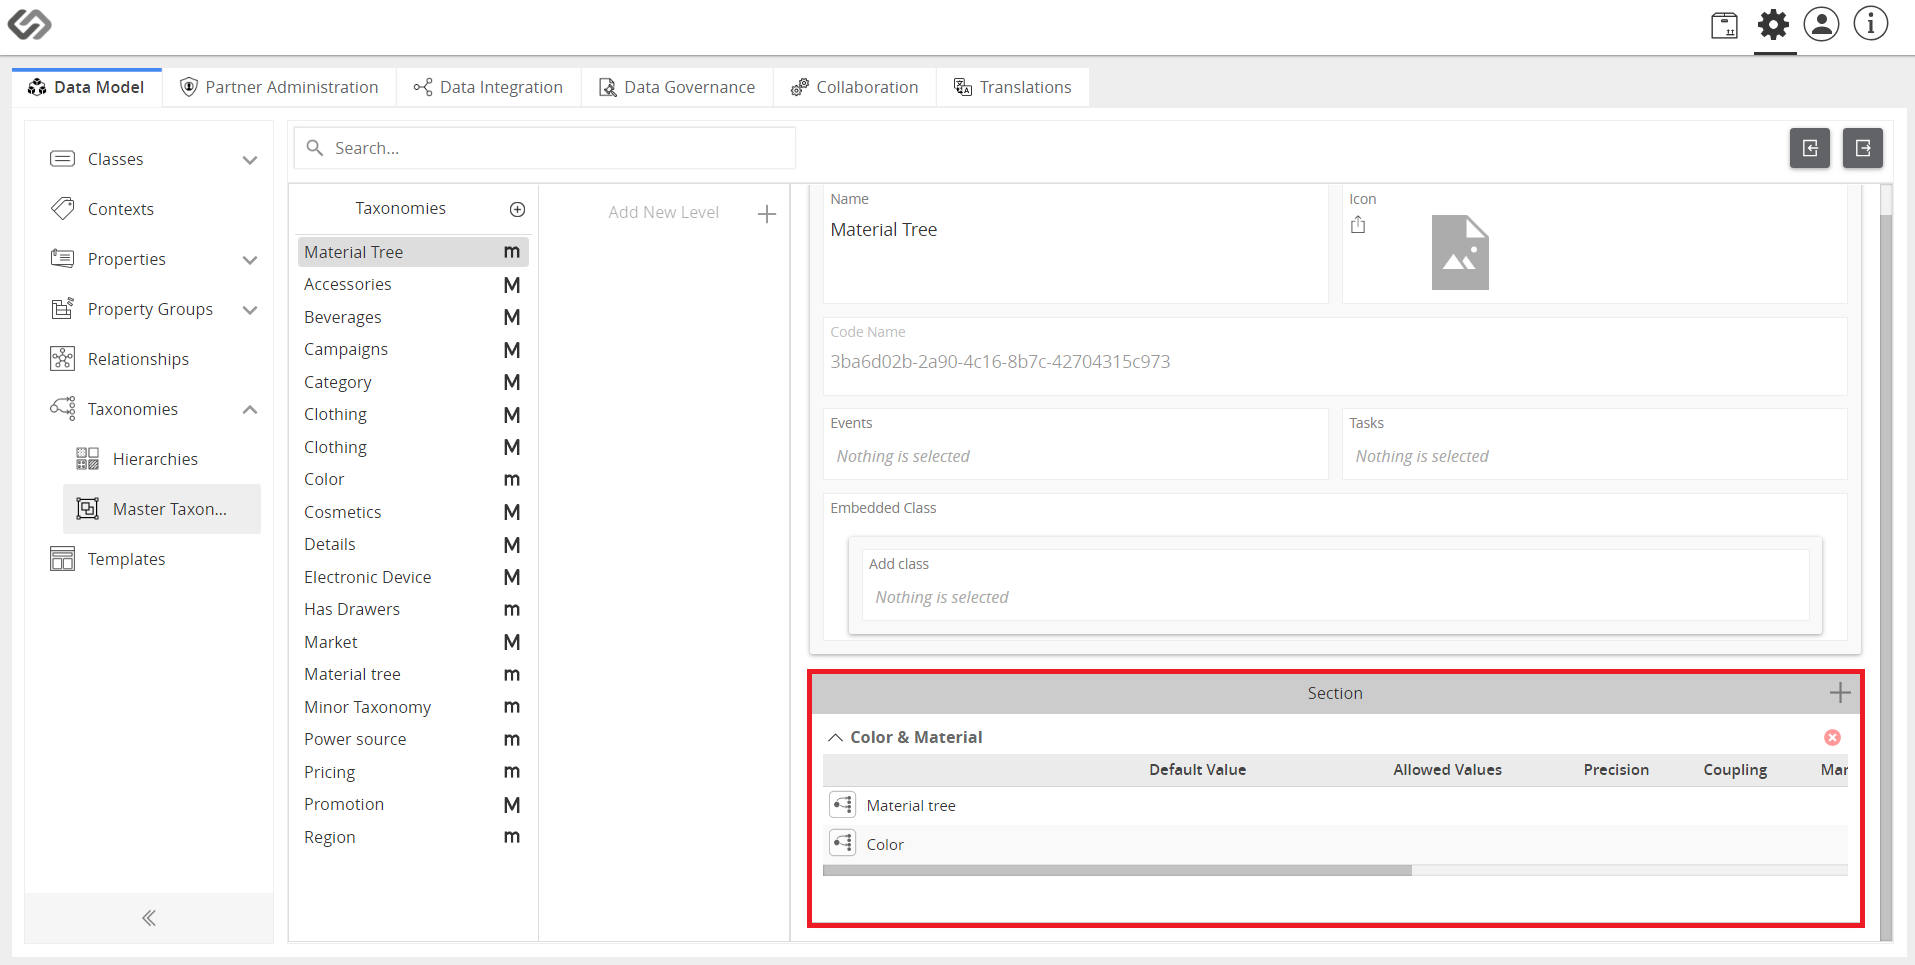 Data Model
Partner Administration
Data Integration
Data Governance
Collaboration
Translations
Classes
Contexts
Properties
Property Groups
Relationships
Taxonomies
Hierarchies
Master Taxon...
Templates
Search...
Taxonomies
Material Tree m
Accessories M
Beverages M
Campaigns M
Category M
Clothing M
Clothing M
Color m
Cosmetics M
Details M
Electronic Device M
Has Drawers m
Market M
Material tree m
Minor Taxonomy m
Power source m
Pricing m
Promotion M
Region m
Add New Level
Name
Material Tree
Icon
Code Name
3ba6d02b-2a90-4c16-8b7c-42704315c973
Events
Nothing is selected
Tasks
Nothing is selected
Embedded Class
Add class
Nothing is selected
Section
Color & Material
Default Value Allowed Values Precision Coupling Mar
Material tree
Color